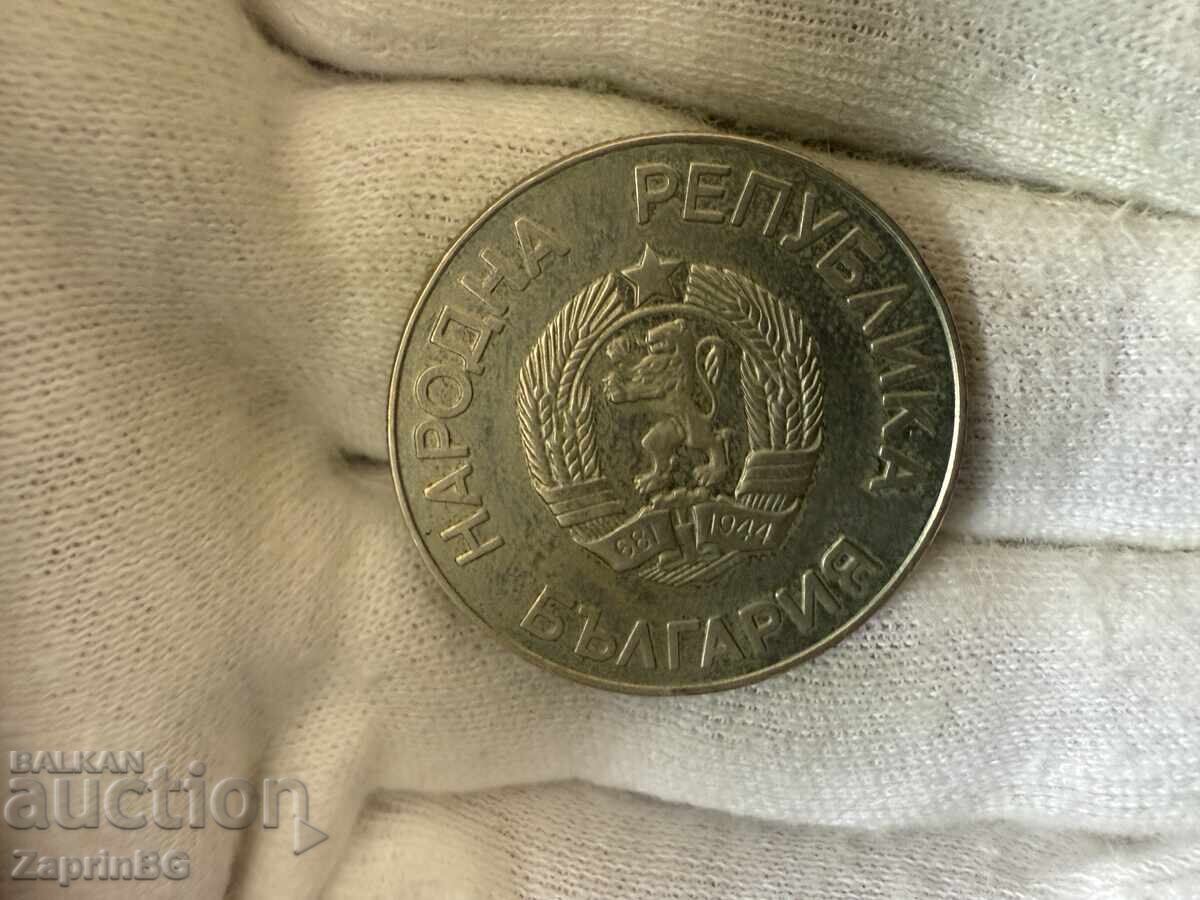 НАРОДНА РЕПУБЛИКА
БЪЛГАРИЯ
681 1944
BALKAN
auction
ZaprinBG